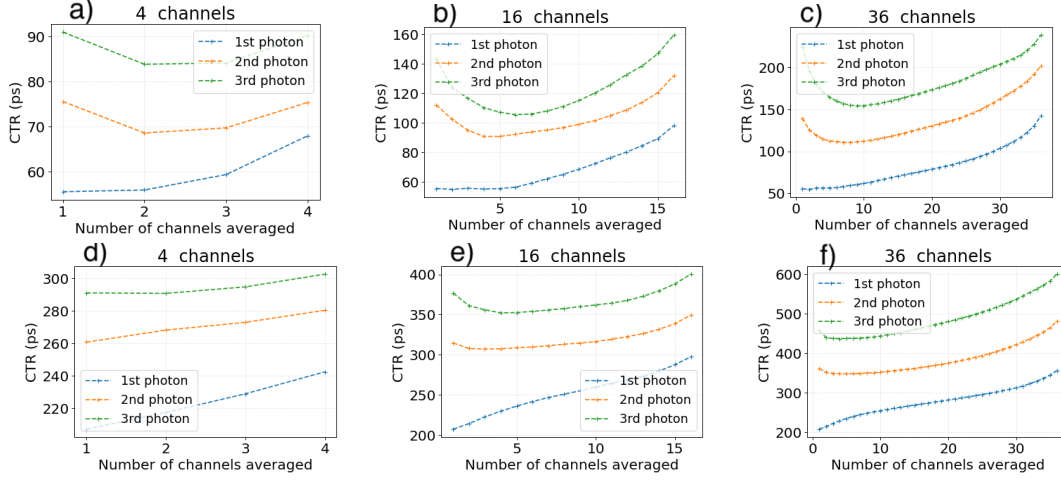 a)
4 channels
CTR (ps)
90
80
70
60
1st photon
2nd photon
3rd photon
1 2 3 4
Number of channels averaged
b)
16 channels
CTR (ps)
160
140
120
100
80
60
1st photon
2nd photon
3rd photon
5 10 15
Number of channels averaged
c)
36 channels
CTR (ps)
200
150
100
50
1st photon
2nd photon
3rd photon
0 10 20 30
Number of channels averaged
d)
4 channels
CTR (ps)
300
280
260
240
220
1st photon
2nd photon
3rd photon
1 2 3 4
Number of channels averaged
e)
16 channels
CTR (ps)
400
350
300
250
200
1st photon
2nd photon
3rd photon
5 10 15
Number of channels averaged
f)
36 channels
CTR (ps)
600
500
400
300
200
1st photon
2nd photon
3rd photon
0 10 20 30
Number of channels averaged